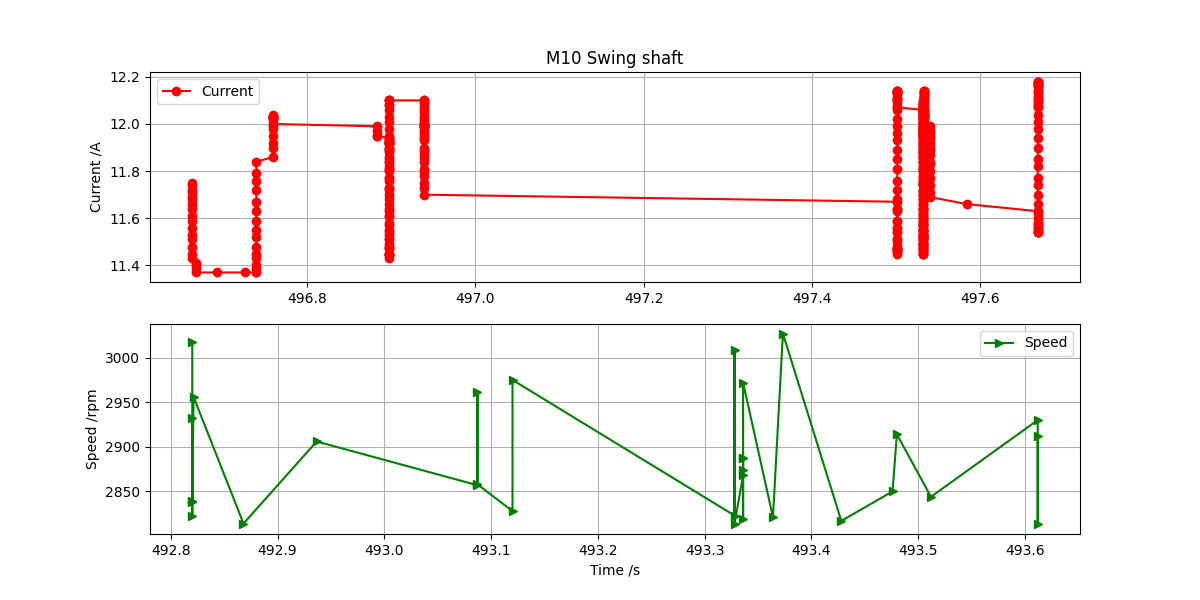 M10 Swing shaft
12.2
12.0
11.8
11.6
11.4
Current /A
Current
496.8 497.0 497.2 497.4 497.6
3000
2950
2900
2850
Speed /rpm
Speed
492.8 492.9 493.0 493.1 493.2 493.3 493.4 493.5 493.6
Time /s